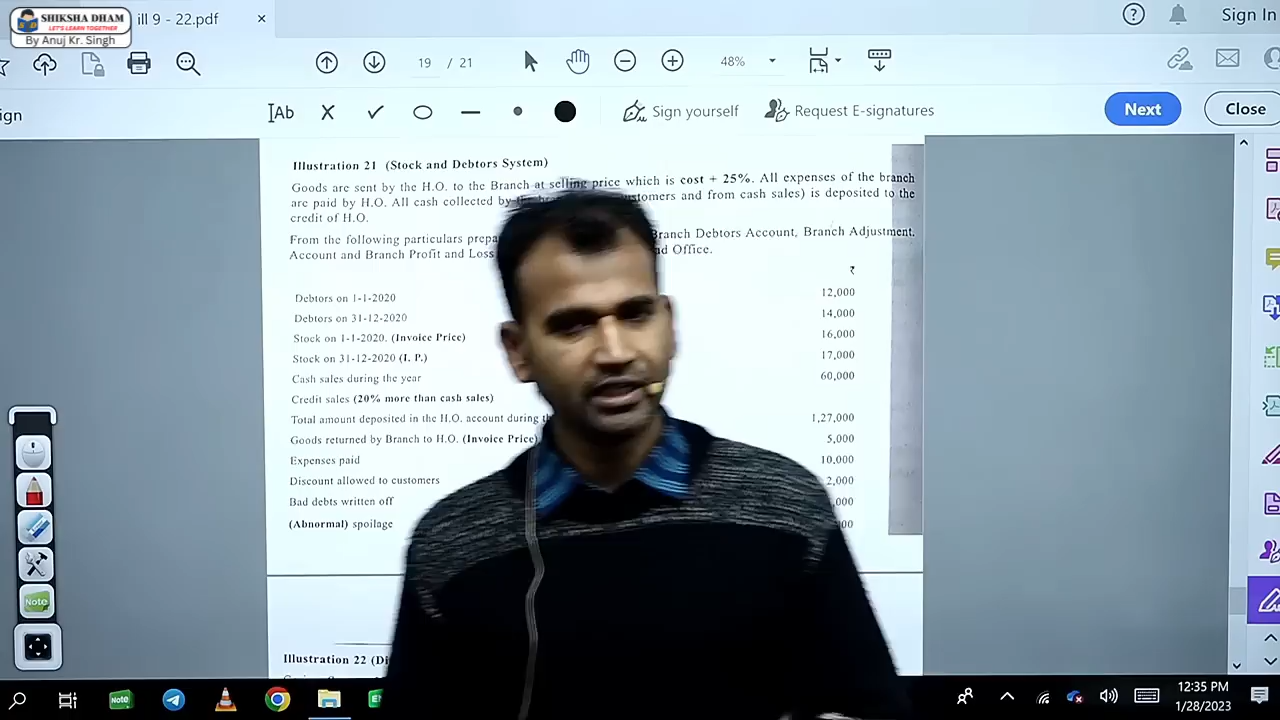 SHIKSHA DHAM
LET'S LEARN TOGETHER
By Anuj Kr. Singh
ill 9 - 22.pdf
Sign In
19 / 21
48%
ign
Ab
Sign yourself
Request E-signatures
Next
Close
Illustration 21 (Stock and Debtors System)
Goods are sent by the H.O. to the Branch at selling price which is cost + 25%. All expenses of the branch
are paid by H.O. All cash collected by and from cash sales) is deposited to the
credit of H.O.
From the following particulars Branch Debtors Account, Branch Adjustment.
Account and Branch Profit and Loss Office.
₹
Debtors on 1-1-2020 12,000
Debtors on 31-12-2020 14,000
Stock on 1-1-2020. (Invoice Price) 16,000
Stock on 31-12-2020 (I. P.) 17,000
Cash sales during the year 60,000
Credit sales (20% more than cash sales)
Total amount deposited in the H.O. account during 1,27,000
Goods returned by Branch to H.O. (Invoice Price) 5,000
Expenses paid 10,000
Discount allowed to customers 2,000
Bad debts written off
(Abnormal) spoilage
Illustration 22
Note
Note
12:35 PM
1/28/2023